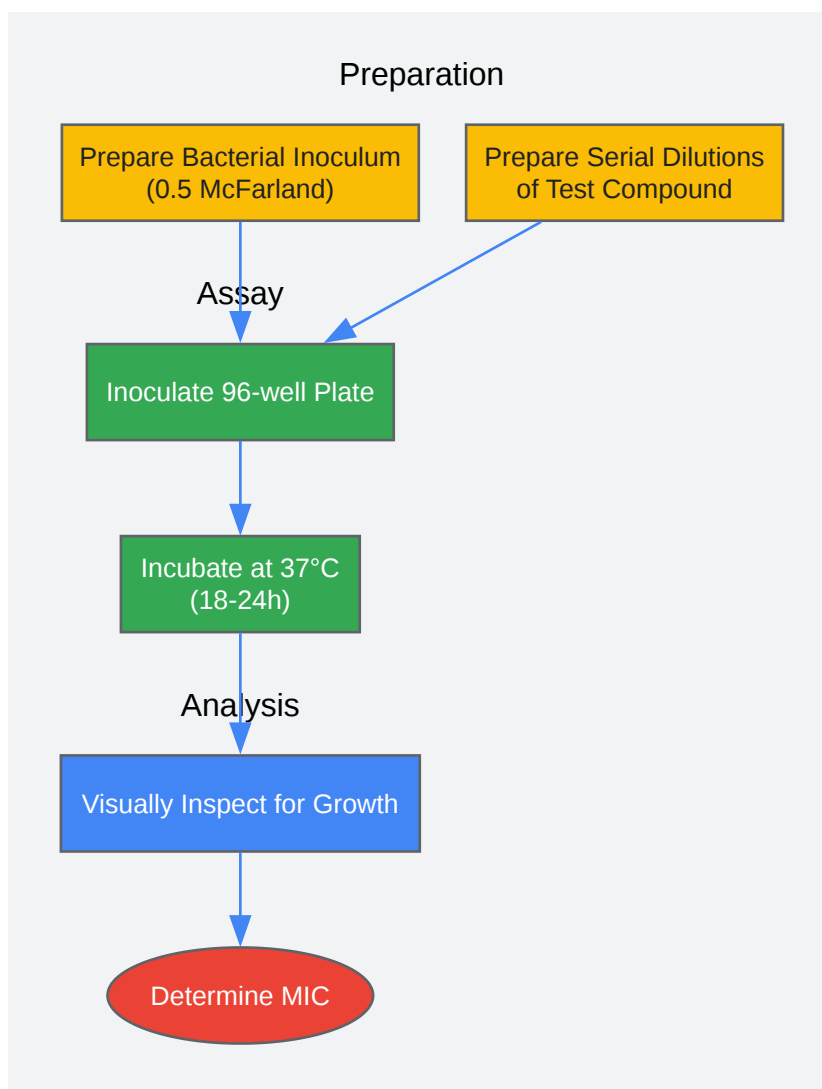 Preparation
Prepare Bacterial Inoculum
(0.5 McFarland)
Prepare Serial Dilutions
of Test Compound
Assay
Inoculate 96-well Plate
Incubate at 37°C
(18-24h)
Analysis
Visually Inspect for Growth
Determine MIC